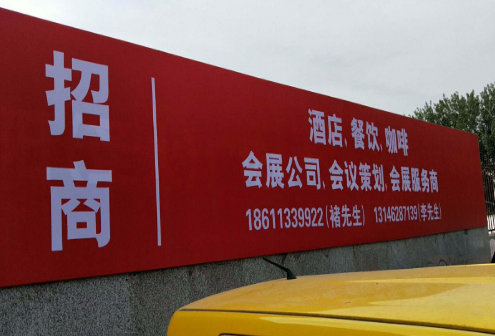 招商
酒店、餐饮、咖啡
会展公司、会议策划、会展服务商
18611339922(褚先生) 13146287139(李先生)